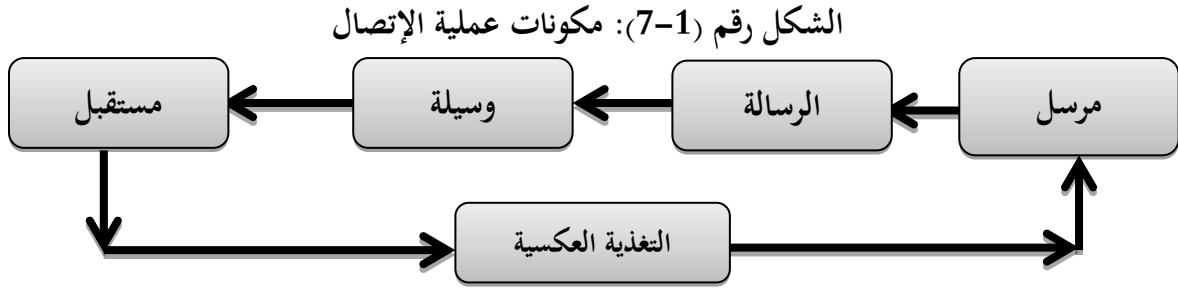 الشكل رقم (1-7): مكونات عملية الإتصال
مرسل
الرسالة
وسيلة
مستقبل
التغذية العكسية